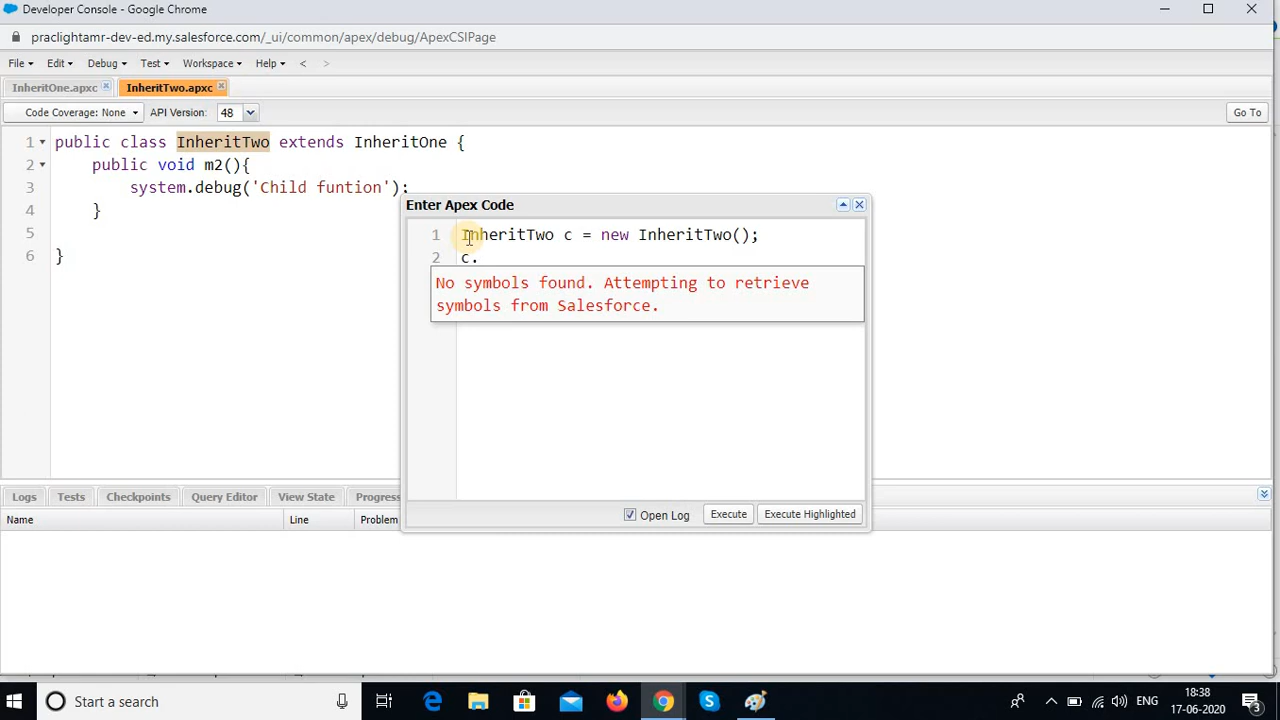 Developer Console - Google Chrome
praclightamr-dev-ed.my.salesforce.com/_ui/common/apex/debug/ApexCSIPage
File Edit Debug Test Workspace Help < >
InheritOne.apxc InheritTwo.apxc
Code Coverage: None API Version: 48 Go To
1 public class InheritTwo extends InheritOne {
2 public void m2(){
3 system.debug('Child funtion');
4 }
5
6 }
Enter Apex Code
1 InheritTwo c = new InheritTwo();
2 c.
No symbols found. Attempting to retrieve
symbols from Salesforce.
Open Log Execute Execute Highlighted
Logs Tests Checkpoints Query Editor View State Progress
Name Line Problem
Start a search
ENG
18:38
17-06-2020
3